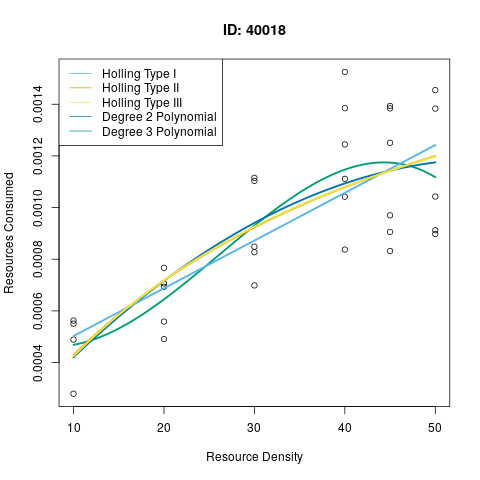 ID: 40018
Holling Type I
Holling Type II
Holling Type III
Degree 2 Polynomial
Degree 3 Polynomial
Resources Consumed
0.0014
0.0012
0.0010
0.0008
0.0006
0.0004
10 20 30 40 50
Resource Density